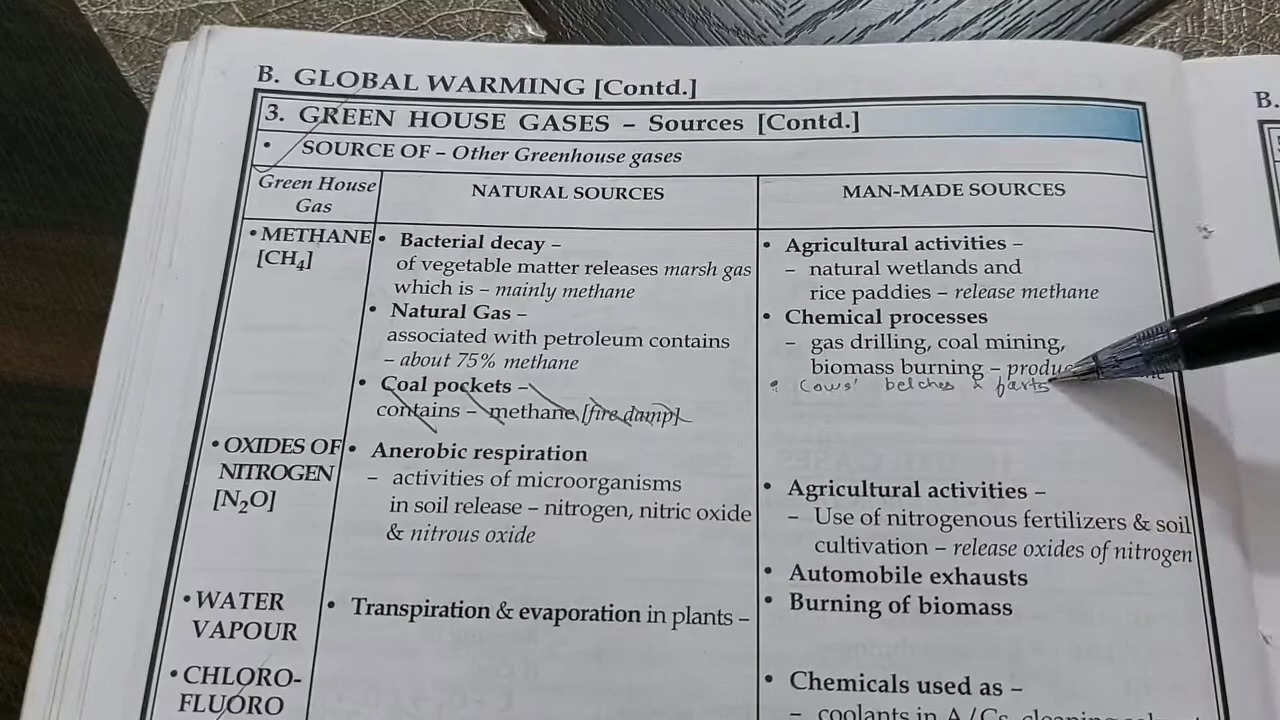 B. GLOBAL WARMING [Contd.]
3. GREEN HOUSE GASES – Sources [Contd.]
• SOURCE OF – Other Greenhouse gases
Green House Gas
NATURAL SOURCES
MAN-MADE SOURCES
• METHANE
[CH4]
• Bacterial decay –
of vegetable matter releases marsh gas
which is – mainly methane
• Natural Gas –
associated with petroleum contains
– about 75% methane
• Coal pockets –
contains – methane [fire damp]
• Agricultural activities –
– natural wetlands and
rice paddies – release methane
• Chemical processes
– gas drilling, coal mining,
biomass burning –
• Cows' belches & farts
• OXIDES OF
NITROGEN
[N2O]
• Anerobic respiration
– activities of microorganisms
in soil release – nitrogen, nitric oxide
& nitrous oxide
• Agricultural activities –
– Use of nitrogenous fertilizers & soil
cultivation – release oxides of nitrogen
• Automobile exhausts
• Burning of biomass
• WATER
VAPOUR
• Transpiration & evaporation in plants –
• CHLORO-
FLUORO
• Chemicals used as –
– coolants in A/Cs, cleaning
B.